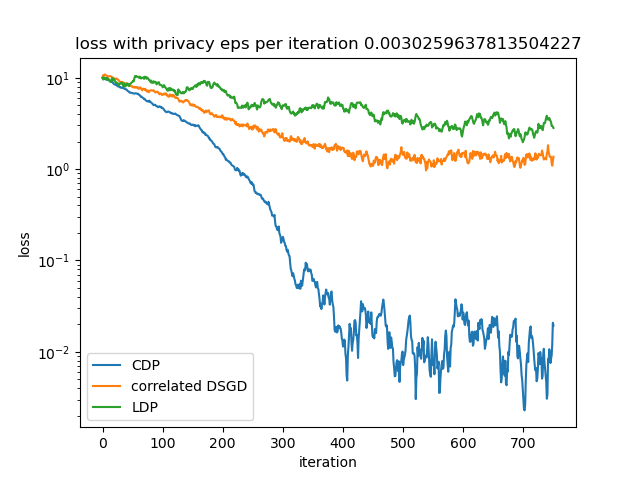 loss with privacy eps per iteration 0.0030259637813504227
10¹
10⁰
10⁻¹
10⁻²
loss
CDP
correlated DSGD
LDP
0 100 200 300 400 500 600 700
iteration